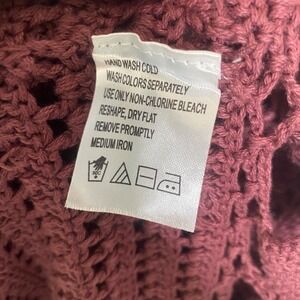 HAND WASH COLD
WASH COLORS SEPARATELY
USE ONLY NON-CHLORINE BLEACH
RESHAPE, DRY FLAT
REMOVE PROMPTLY
MEDIUM IRON